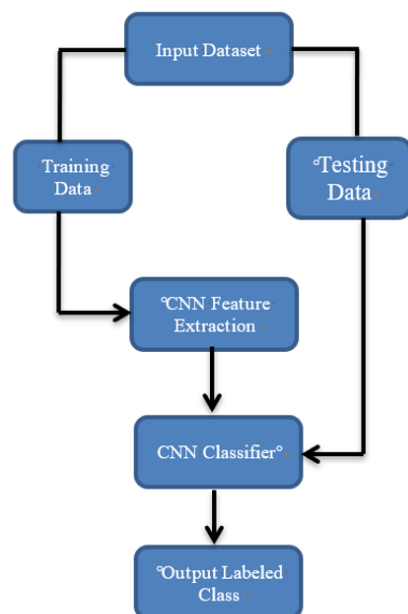 Input Dataset
Training
Data
°Testing
Data
°CNN Feature
Extraction
CNN Classifier°
°Output Labeled
Class